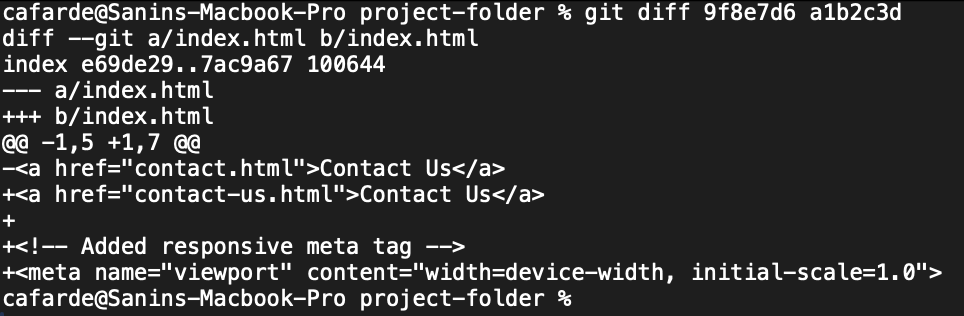 cafarde@Sanins-Macbook-Pro project-folder % git diff 9f8e7d6 a1b2c3d
diff --git a/index.html b/index.html
index e69de29..7ac9a67 100644
--- a/index.html
+++ b/index.html
@@ -1,5 +1,7 @@
-<a href="contact.html">Contact Us</a>
+<a href="contact-us.html">Contact Us</a>
+
+<!-- Added responsive meta tag -->
+<meta name="viewport" content="width=device-width, initial-scale=1.0">
cafarde@Sanins-Macbook-Pro project-folder %